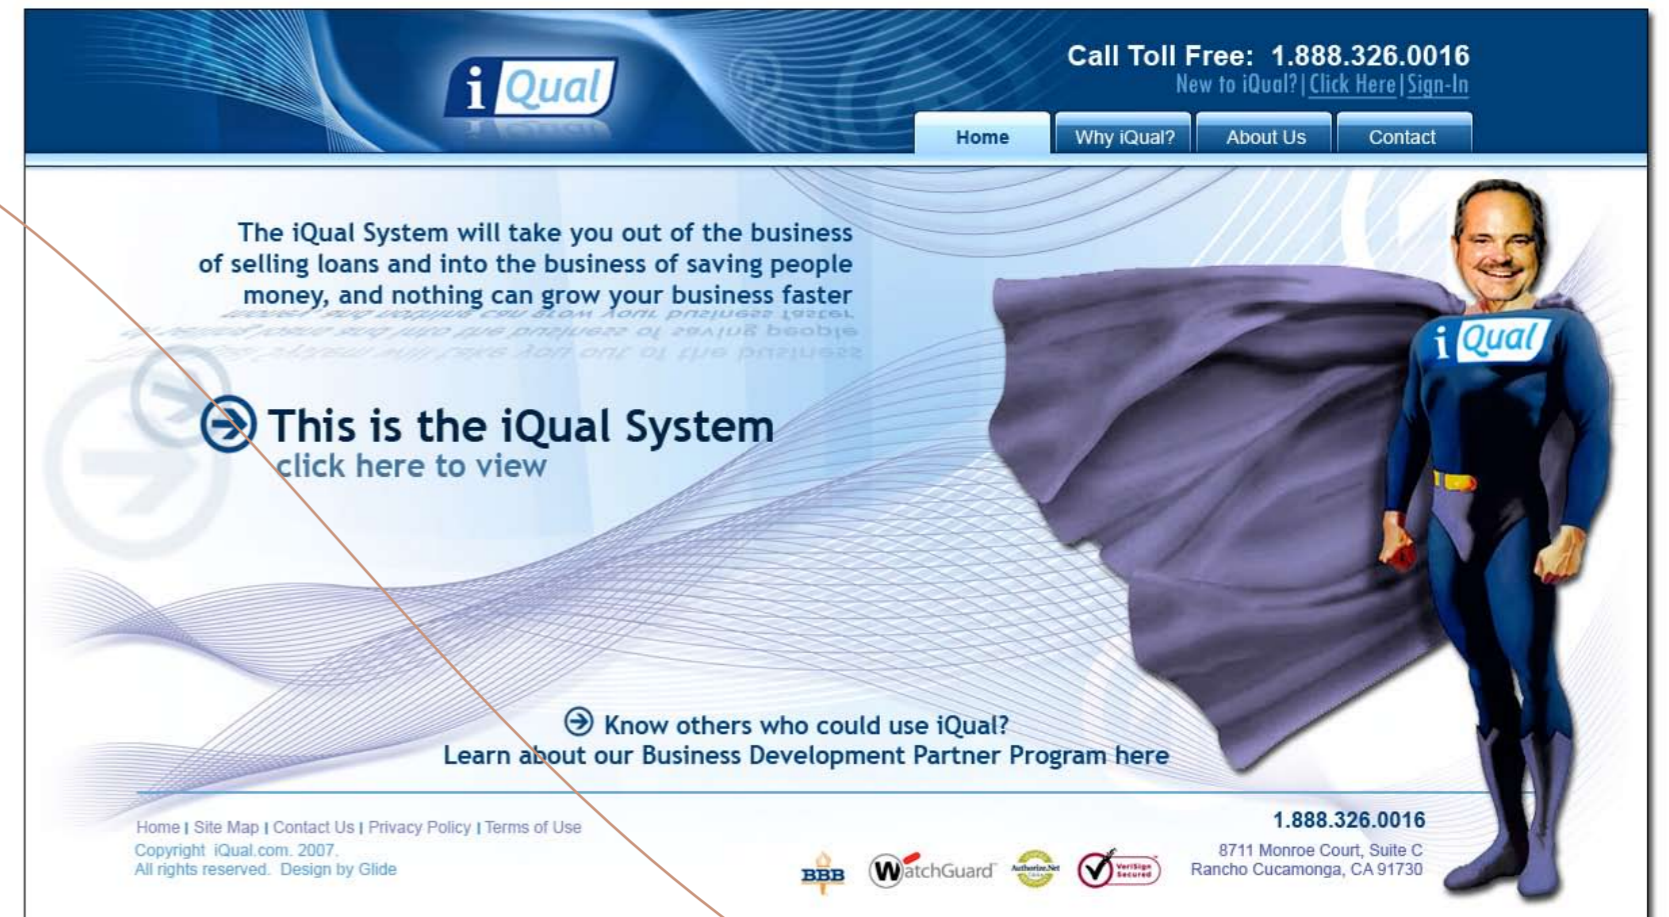 i Qual
Call Toll Free: 1.888.326.0016
New to iQual?|Click Here|Sign-In
Home Why iQual? About Us Contact
The iQual System will take you out of the business
of selling loans and into the business of saving people
money, and nothing can grow your business faster
This is the iQual System
click here to view
i Qual
Know others who could use iQual?
Learn about our Business Development Partner Program here
Home | Site Map | Contact Us | Privacy Policy | Terms of Use
Copyright iQual.com. 2007.
All rights reserved. Design by Glide
BBB
WatchGuard
Authorize.Net
VeriSign
Secured
1.888.326.0016
8711 Monroe Court, Suite C
Rancho Cucamonga, CA 91730